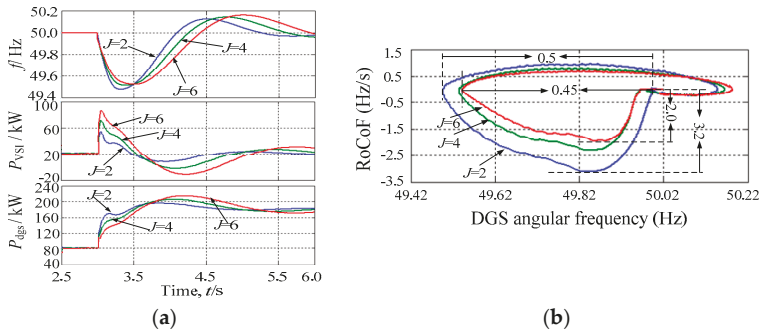 50.2
50.0
49.8
49.6
49.4
f/ Hz
J=2
J=4
J=6
100
60
20
-20
P_VSI / kW
J=6
J=4
J=2
240
200
160
120
80
40
P_dgs / kW
J=2
J=4
J=6
2.5 3.5 4.5 5.5 6.0
Time, t/s
(a)
1.5
0.5
-0.5
-1.5
-2.5
-3.5
RoCoF (Hz/s)
0.5
0.45
2.0
3.2
J=6
J=4
J=2
49.42 49.62 49.82 50.02 50.22
DGS angular frequency (Hz)
(b)